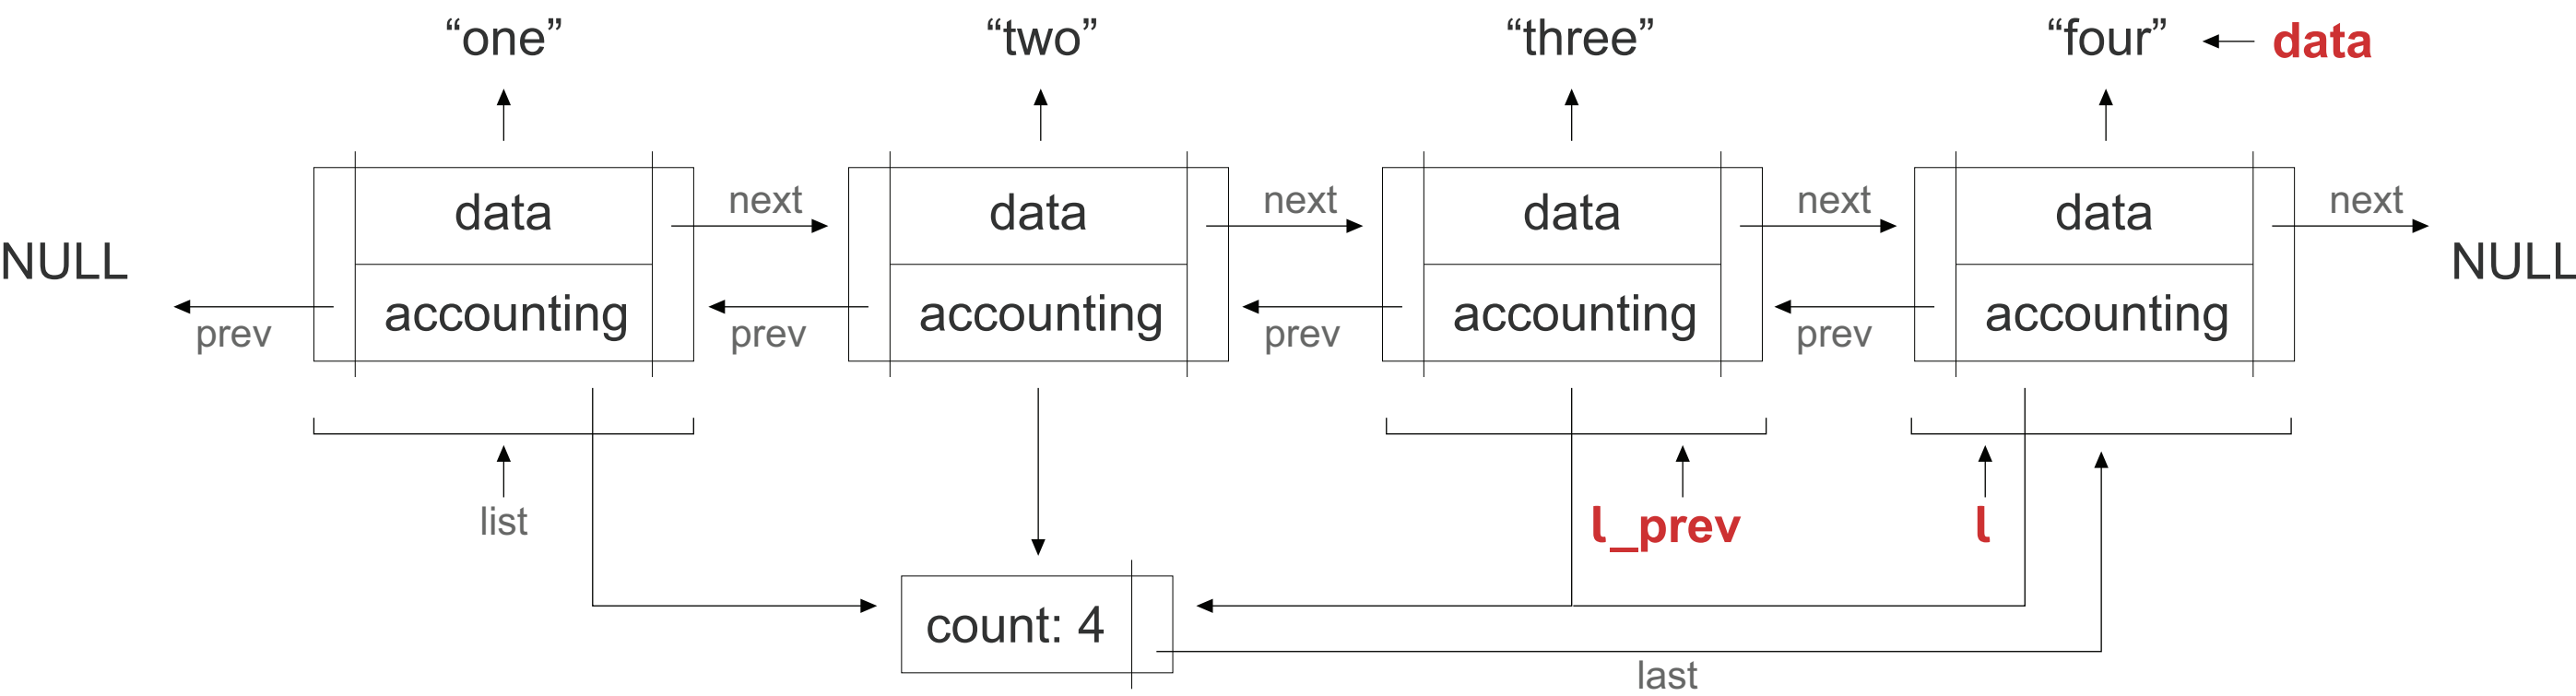 “one” “two” “three” “four” data
data next data next data next data next
NULL NULL
accounting accounting accounting accounting
prev prev prev prev
list l_prev l
count: 4
last